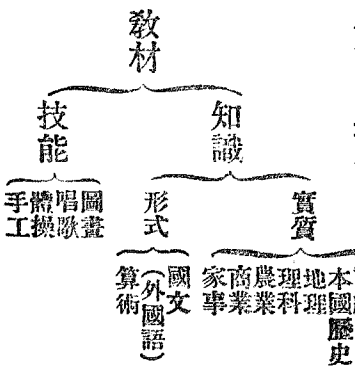 教材
知識
技能
實質
形式
本國歷史
地理
理科
農業
商業
家事
國文
(外國語)
算術
圖畫
唱歌
體操
手工